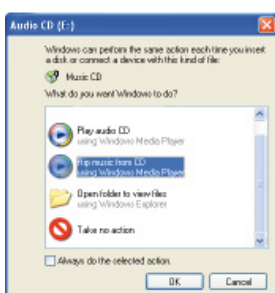 Audio CD (E:)
Windows can perform the same action each time you insert
a disk or connect a device with this kind of file:
Music CD
What do you want Windows to do?
Play audio CD
using Windows Media Player
Rip music from CD
using Windows Media Player
Open folder to view files
using Windows Explorer
Take no action
Always do the selected action.
OK
Cancel